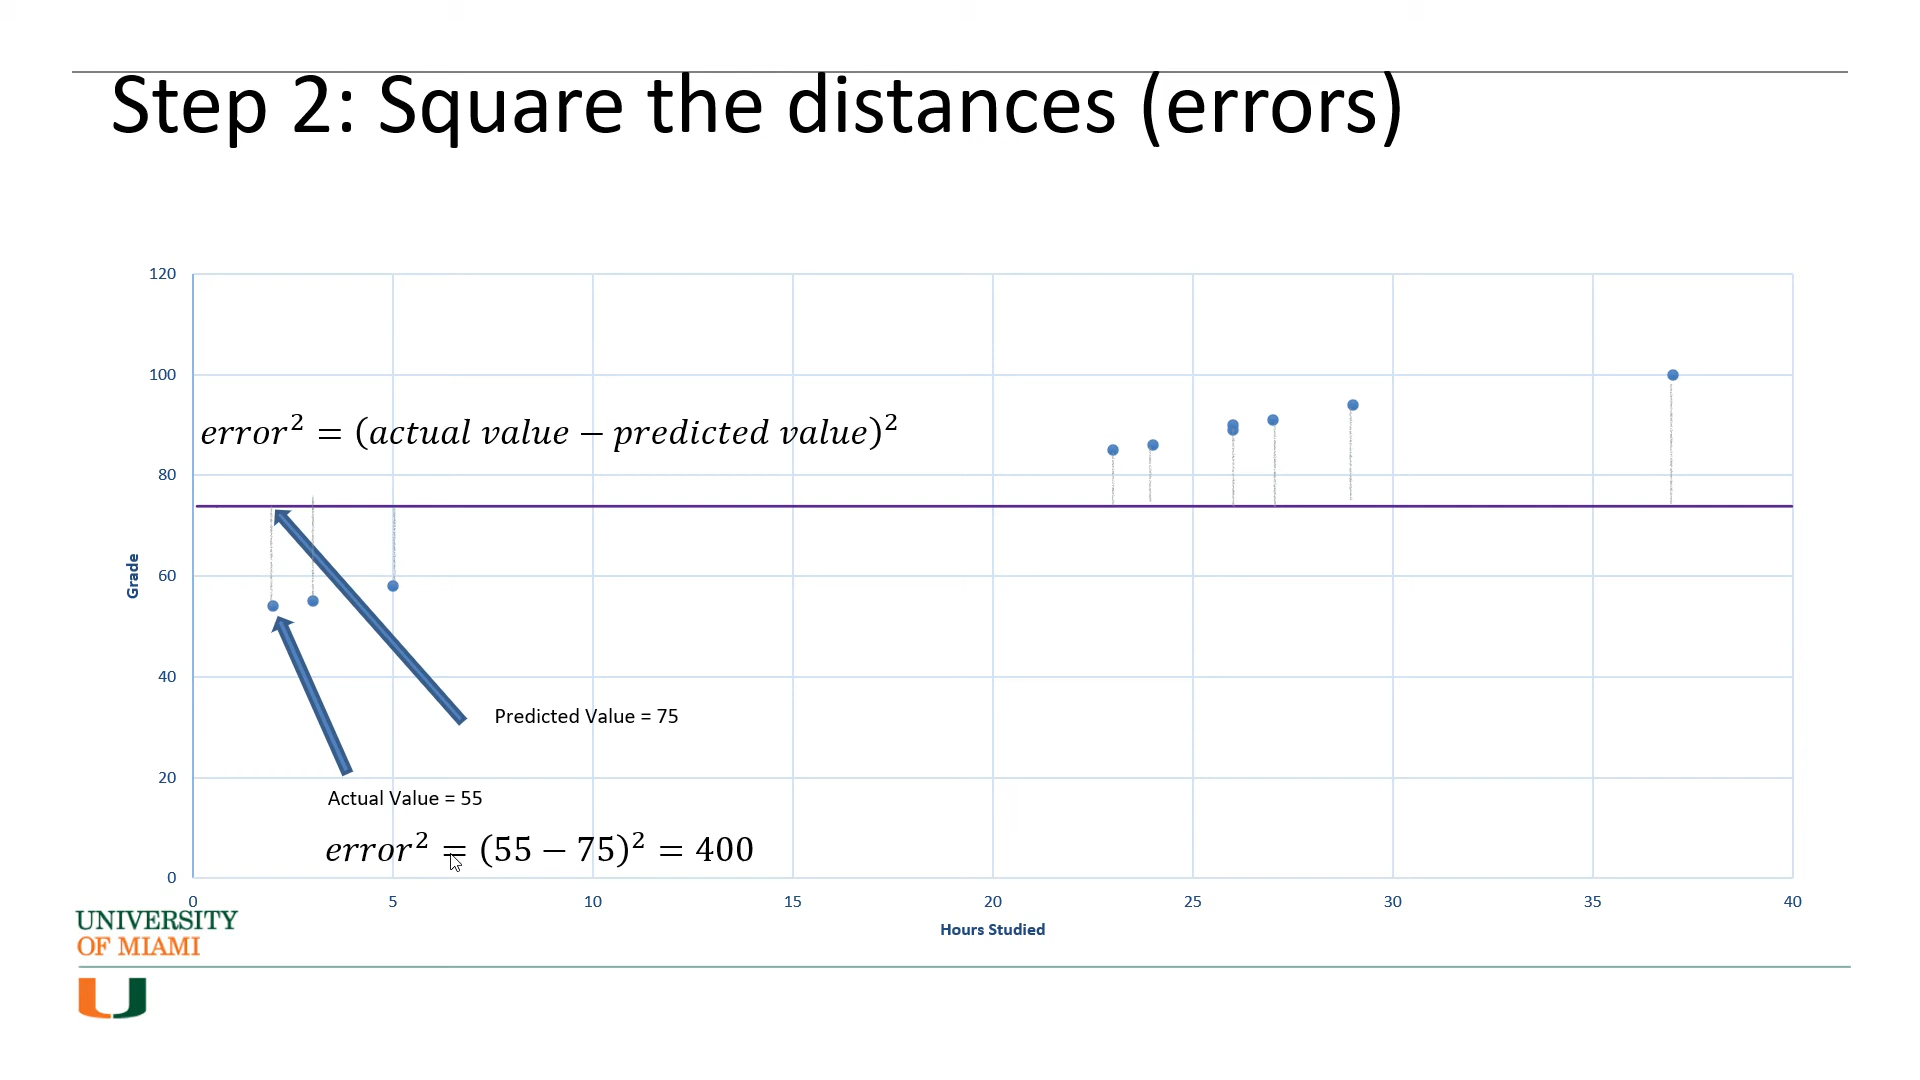 Step 2: Square the distances (errors)
120
100
error² = (actual value − predicted value)²
80
60
Grade
40
Predicted Value = 75
20
Actual Value = 55
error² = (55 − 75)² = 400
0
0 5 10 15 20 25 30 35 40
Hours Studied
UNIVERSITY
OF MIAMI